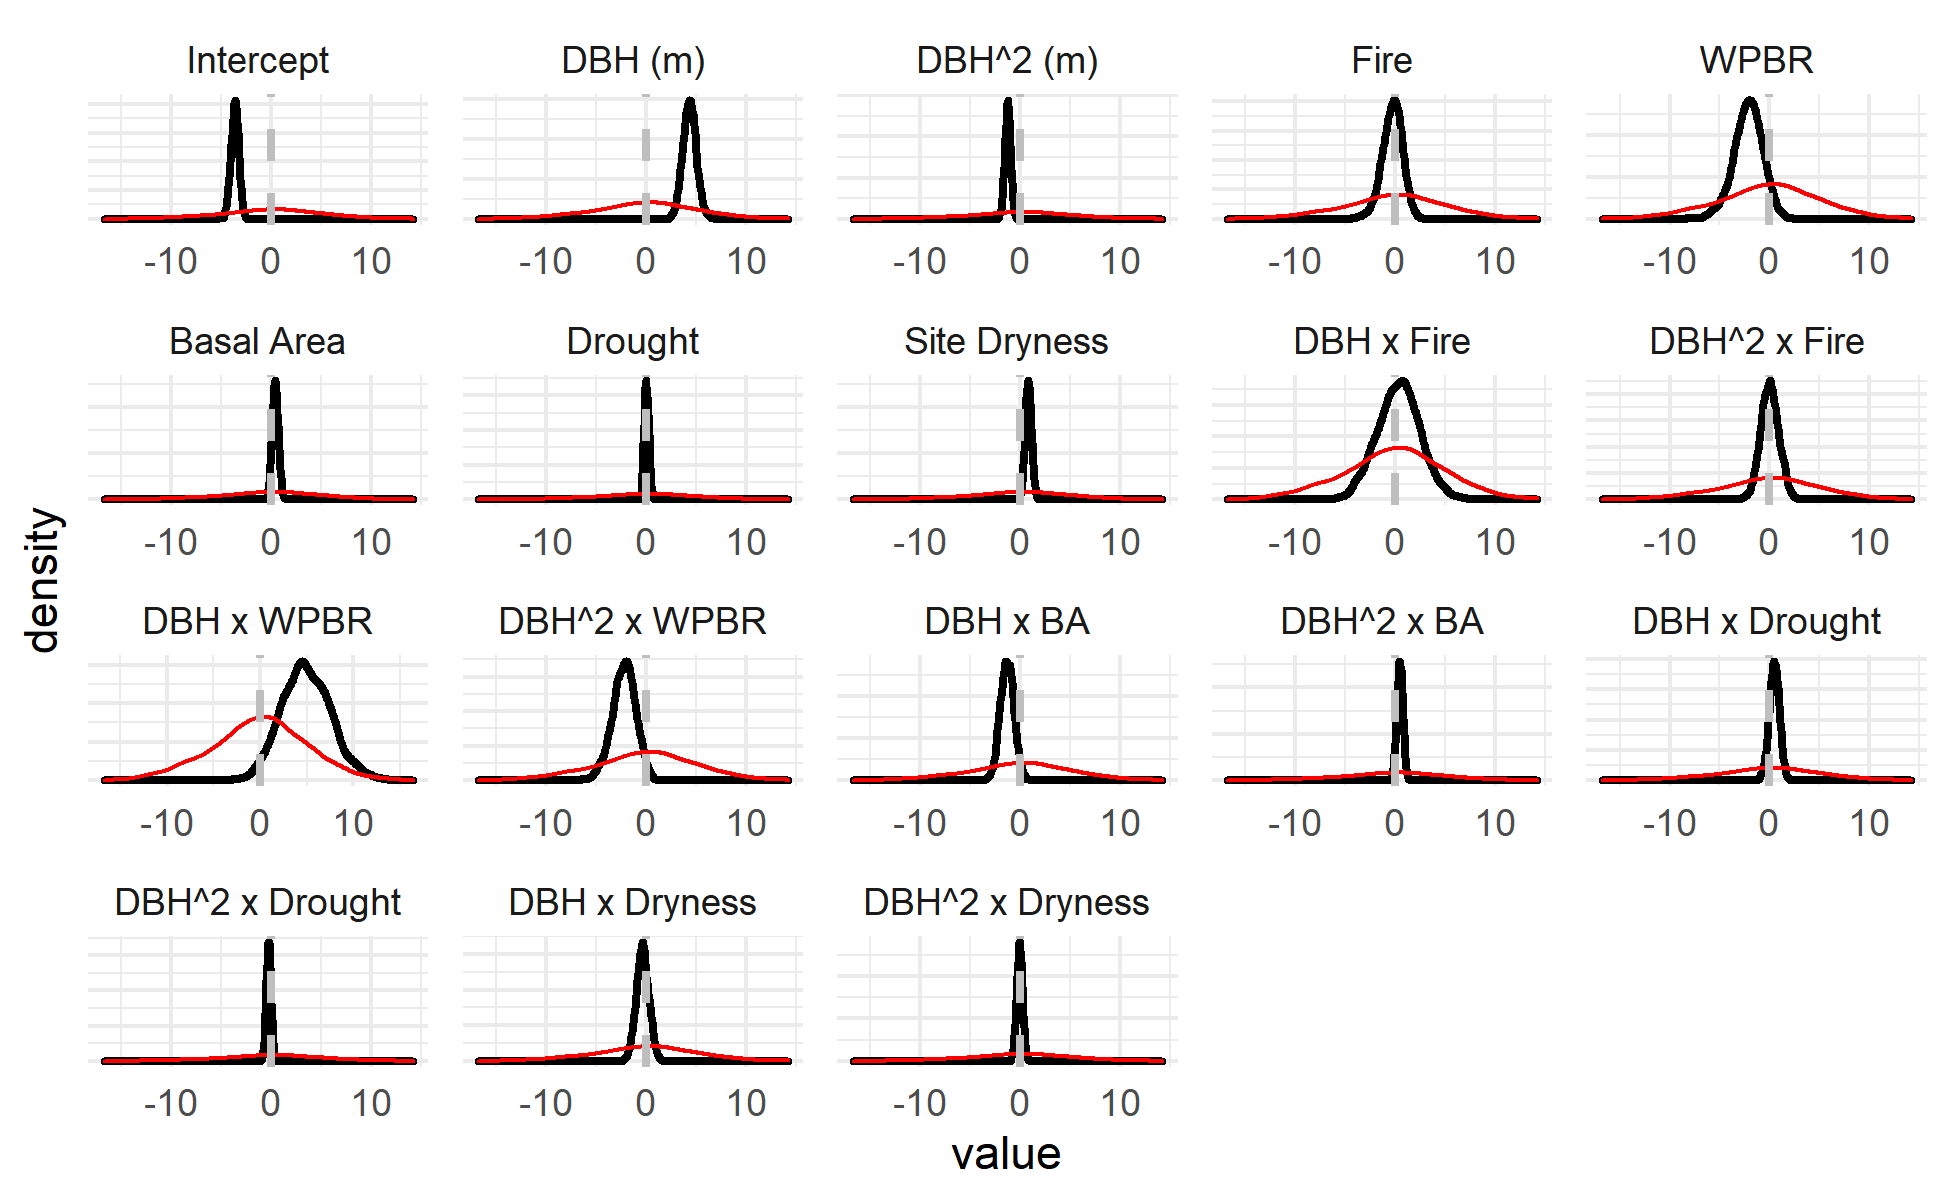 Intercept DBH (m) DBH^2 (m) Fire WPBR
-10 0 10 -10 0 10 -10 0 10 -10 0 10 -10 0 10
Basal Area Drought Site Dryness DBH x Fire DBH^2 x Fire
-10 0 10 -10 0 10 -10 0 10 -10 0 10 -10 0 10
density
DBH x WPBR DBH^2 x WPBR DBH x BA DBH^2 x BA DBH x Drought
-10 0 10 -10 0 10 -10 0 10 -10 0 10 -10 0 10
DBH^2 x Drought DBH x Dryness DBH^2 x Dryness
-10 0 10 -10 0 10 -10 0 10
value